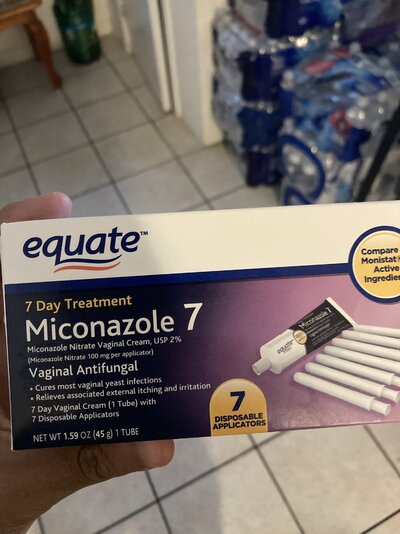 equate™
Compare
Monistat®
Active
Ingredien
7 Day Treatment
Miconazole 7
Miconazole Nitrate Vaginal Cream, USP 2%
(Miconazole Nitrate 100 mg per applicator)
Vaginal Antifungal
• Cures most vaginal yeast infections
• Relieves associated external itching and irritation
7 Day Vaginal Cream (1 Tube) with
7 Disposable Applicators
NET WT 1.59 OZ (45 g) 1 TUBE
7
DISPOSABLE
APPLICATORS
Miconazole 7
equate